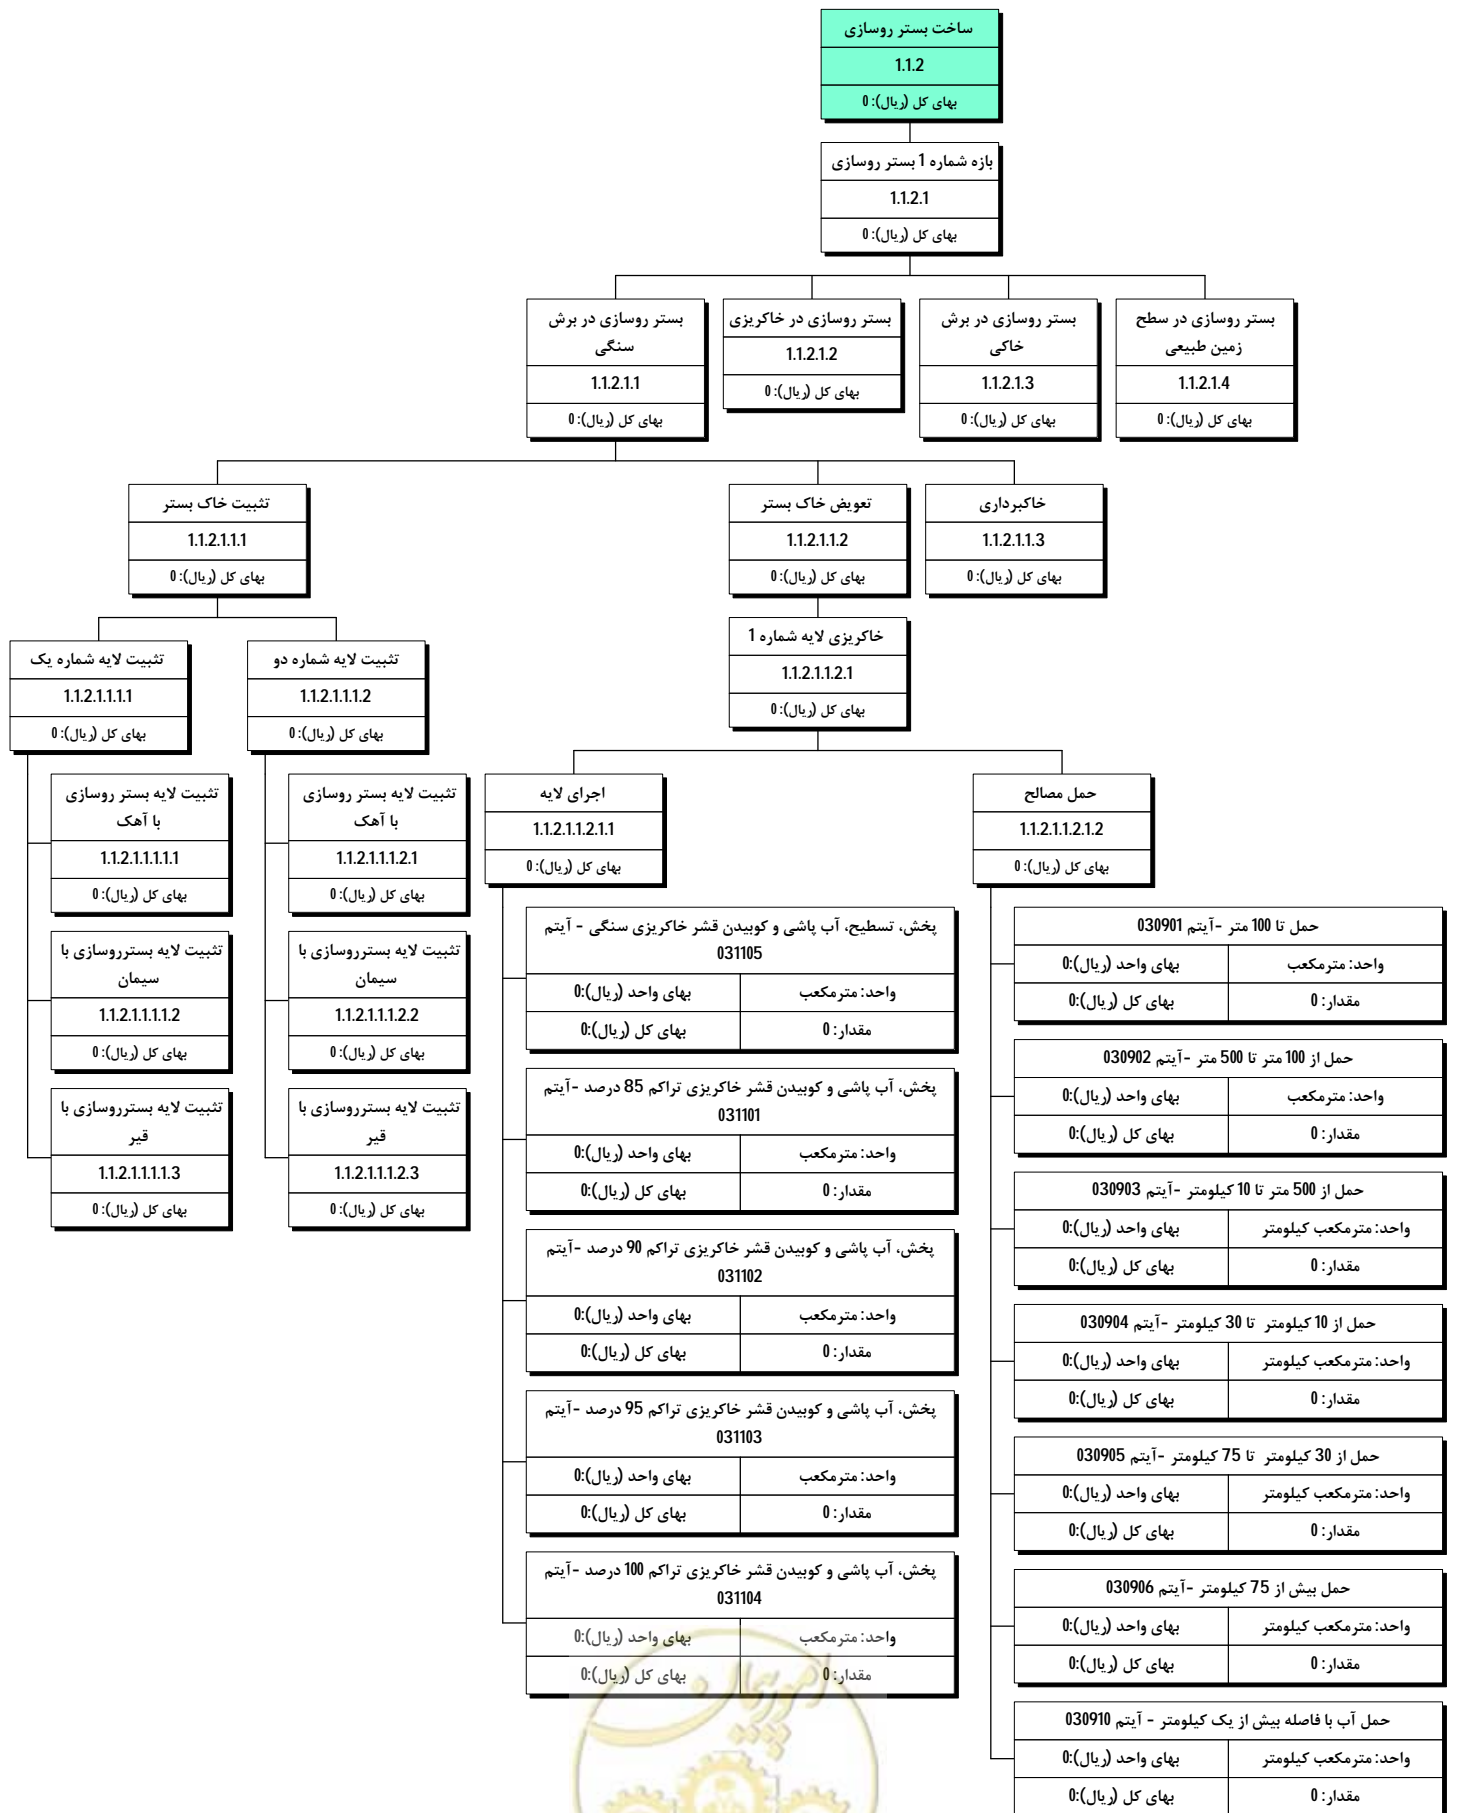 ساخت بستر روسازی
1.1.2
بهای کل (ریال): 0
بازه شماره 1 بستر روسازی
1.1.2.1
بهای کل (ریال): 0
بستر روسازی در برش
سنگی
1.1.2.1.1
بهای کل (ریال): 0
بستر روسازی در خاکریزی
1.1.2.1.2
بهای کل (ریال): 0
بستر روسازی در برش
خاکی
1.1.2.1.3
بهای کل (ریال): 0
بستر روسازی در سطح
زمین طبیعی
1.1.2.1.4
بهای کل (ریال): 0
تثبیت خاک بستر
1.1.2.1.1.1
بهای کل (ریال): 0
تعویض خاک بستر
1.1.2.1.1.2
بهای کل (ریال): 0
خاکبرداری
1.1.2.1.1.3
بهای کل (ریال): 0
تثبیت لایه شماره یک
1.1.2.1.1.1.1
بهای کل (ریال): 0
تثبیت لایه شماره دو
1.1.2.1.1.1.2
بهای کل (ریال): 0
خاکریزی لایه شماره 1
1.1.2.1.1.2.1
بهای کل (ریال): 0
تثبیت لایه بستر روسازی
با آهک
1.1.2.1.1.1.1.1
بهای کل (ریال): 0
تثبیت لایه بسترروسازی با
سیمان
1.1.2.1.1.1.1.2
بهای کل (ریال): 0
تثبیت لایه بسترروسازی با
قیر
1.1.2.1.1.1.1.3
بهای کل (ریال): 0
تثبیت لایه بستر روسازی
با آهک
1.1.2.1.1.1.2.1
بهای کل (ریال): 0
تثبیت لایه بسترروسازی با
سیمان
1.1.2.1.1.1.2.2
بهای کل (ریال): 0
تثبیت لایه بسترروسازی با
قیر
1.1.2.1.1.1.2.3
بهای کل (ریال): 0
اجرای لایه
1.1.2.1.1.2.1.1
بهای کل (ریال): 0
پخش، تسطیح، آب پاشی و کوبیدن قشر خاکریزی سنگی - آیتم
031105
واحد: مترمکعب بهای واحد (ریال):0
مقدار: 0 بهای کل (ریال):0
پخش، آب پاشی و کوبیدن قشر خاکریزی تراکم 85 درصد -آیتم
031101
واحد: مترمکعب بهای واحد (ریال):0
مقدار: 0 بهای کل (ریال):0
پخش، آب پاشی و کوبیدن قشر خاکریزی تراکم 90 درصد -آیتم
031102
واحد: مترمکعب بهای واحد (ریال):0
مقدار: 0 بهای کل (ریال):0
پخش، آب پاشی و کوبیدن قشر خاکریزی تراکم 95 درصد -آیتم
031103
واحد: مترمکعب بهای واحد (ریال):0
مقدار: 0 بهای کل (ریال):0
پخش، آب پاشی و کوبیدن قشر خاکریزی تراکم 100 درصد -آیتم
031104
واحد: مترمکعب بهای واحد (ریال):0
مقدار: 0 بهای کل (ریال):0
حمل مصالح
1.1.2.1.1.2.1.2
بهای کل (ریال): 0
حمل تا 100 متر -آیتم 030901
واحد: مترمکعب بهای واحد (ریال):0
مقدار: 0 بهای کل (ریال):0
حمل از 100 متر تا 500 متر -آیتم 030902
واحد: مترمکعب بهای واحد (ریال):0
مقدار: 0 بهای کل (ریال):0
حمل از 500 متر تا 10 کیلومتر -آیتم 030903
واحد: مترمکعب کیلومتر بهای واحد (ریال):0
مقدار: 0 بهای کل (ریال):0
حمل از 10 کیلومتر تا 30 کیلومتر -آیتم 030904
واحد: مترمکعب کیلومتر بهای واحد (ریال):0
مقدار: 0 بهای کل (ریال):0
حمل از 30 کیلومتر تا 75 کیلومتر -آیتم 030905
واحد: مترمکعب کیلومتر بهای واحد (ریال):0
مقدار: 0 بهای کل (ریال):0
حمل بیش از 75 کیلومتر -آیتم 030906
واحد: مترمکعب کیلومتر بهای واحد (ریال):0
مقدار: 0 بهای کل (ریال):0
حمل آب با فاصله بیش از یک کیلومتر - آیتم 030910
واحد: مترمکعب کیلومتر بهای واحد (ریال):0
مقدار: 0 بهای کل (ریال):0
امور پیمان